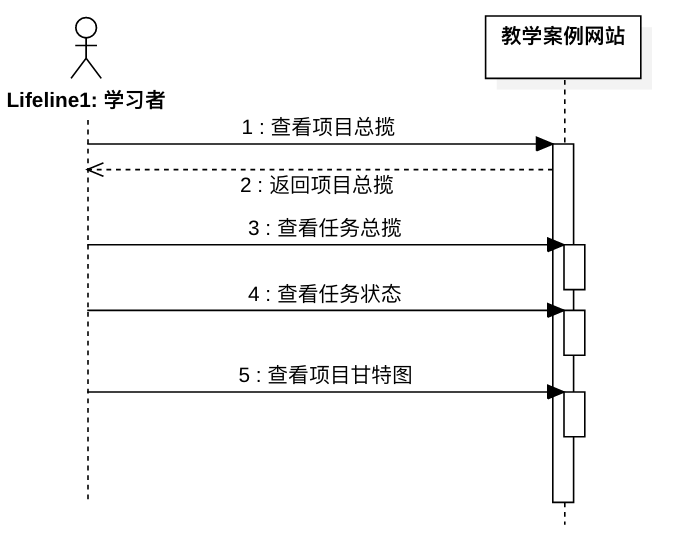 教学案例网站
Lifeline1: 学习者
1 : 查看项目总揽
2 : 返回项目总揽
3 : 查看任务总揽
4 : 查看任务状态
5 : 查看项目甘特图